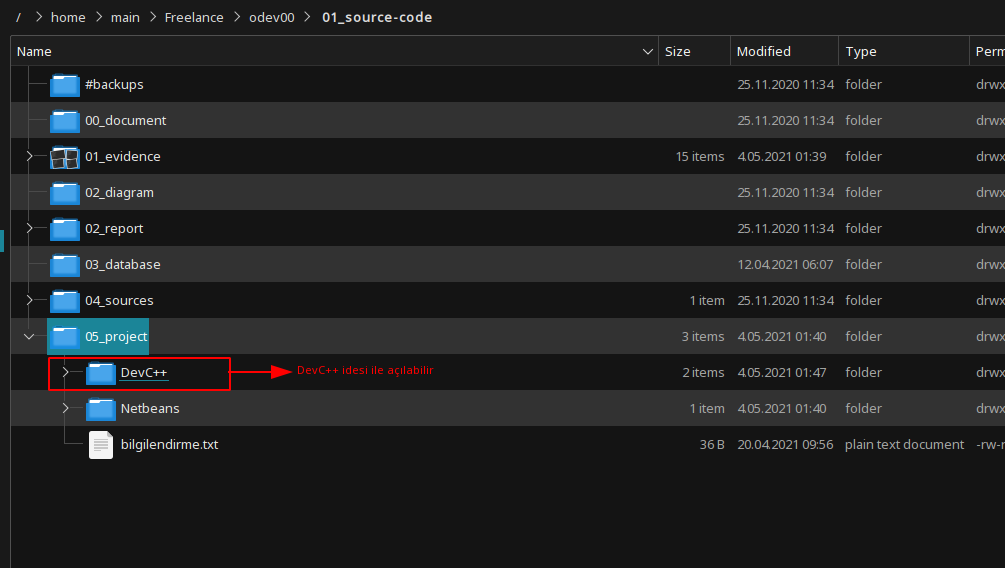 / > home > main > Freelance > odev00 > 01_source-code
Name Size Modified Type Perm
#backups 25.11.2020 11:34 folder drwx
00_document 25.11.2020 11:34 folder drwx
01_evidence 15 items 4.05.2021 01:39 folder drwx
02_diagram 25.11.2020 11:34 folder drwx
02_report 25.11.2020 11:34 folder drwx
03_database 12.04.2021 06:07 folder drwx
04_sources 1 item 25.11.2020 11:34 folder drwx
05_project 3 items 4.05.2021 01:40 folder drwx
DevC++ DevC++ idesi ile açılabilir 2 items 4.05.2021 01:47 folder drwx
Netbeans 1 item 4.05.2021 01:40 folder drwx
bilgilendirme.txt 36 B 20.04.2021 09:56 plain text document -rw-r